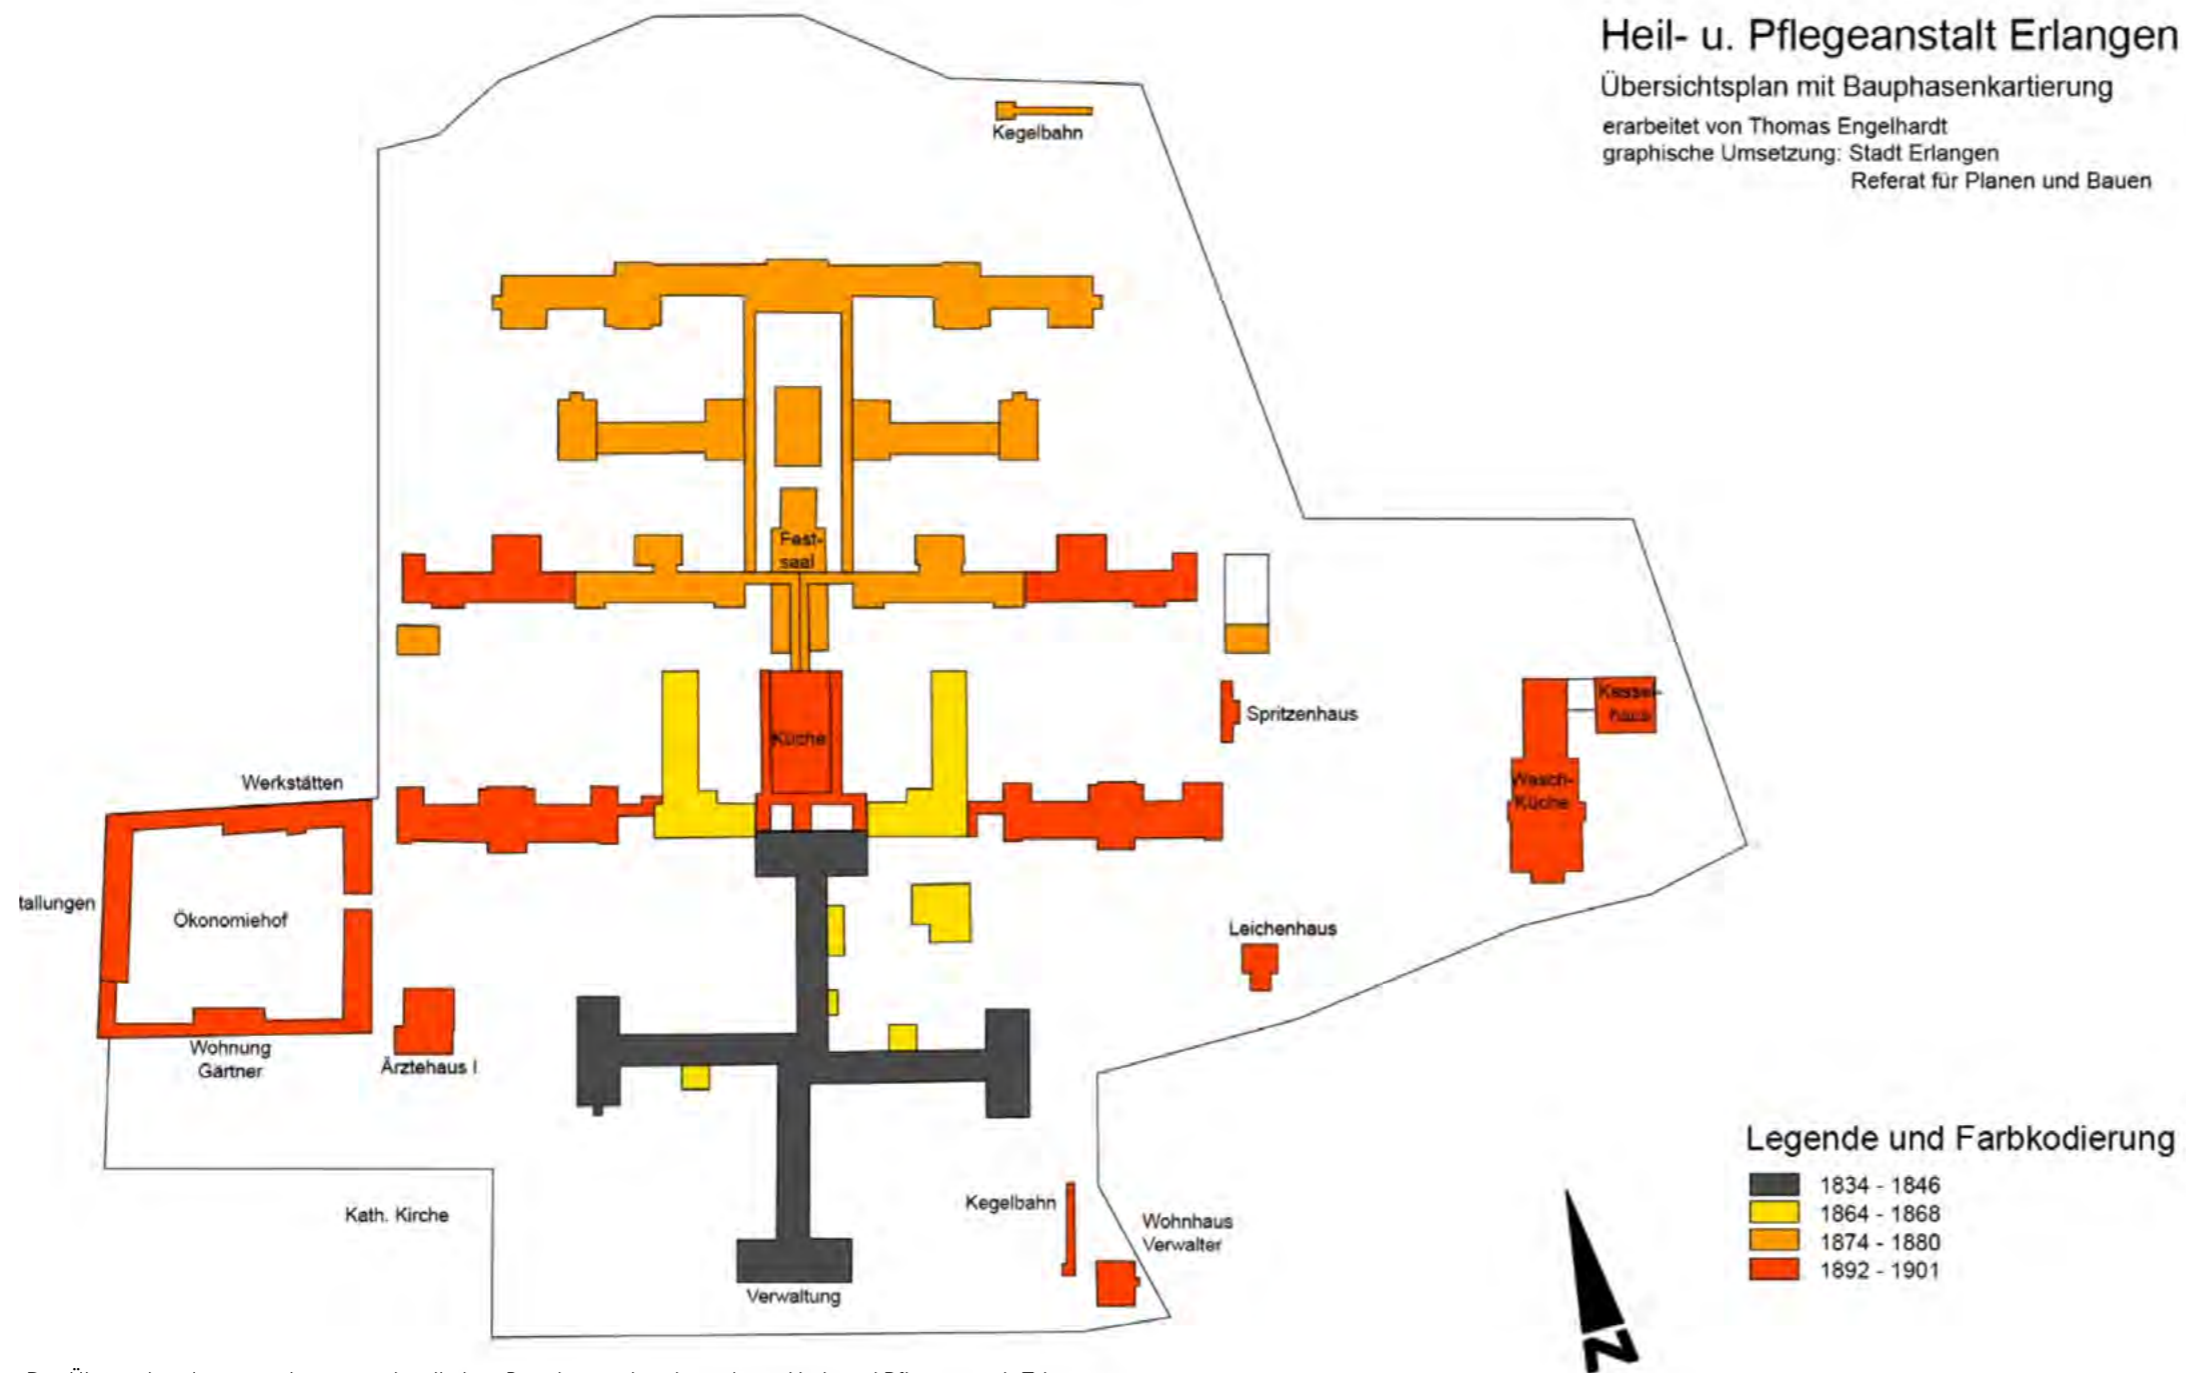 Heil- u. Pflegeanstalt Erlangen
Übersichtsplan mit Bauphasenkartierung
erarbeitet von Thomas Engelhardt
graphische Umsetzung: Stadt Erlangen
Referat für Planen und Bauen
Kegelbahn
Fest-
saal
Küche
Spritzenhaus
Kessel-
haus
Wasch-
Küche
Werkstätten
tallungen
Ökonomiehof
Wohnung
Gärtner
Ärztehaus I
Leichenhaus
Kath. Kirche
Kegelbahn
Wohnhaus
Verwalter
Verwaltung
Legende und Farbkodierung
1834 - 1846
1864 - 1868
1874 - 1880
1892 - 1901
N